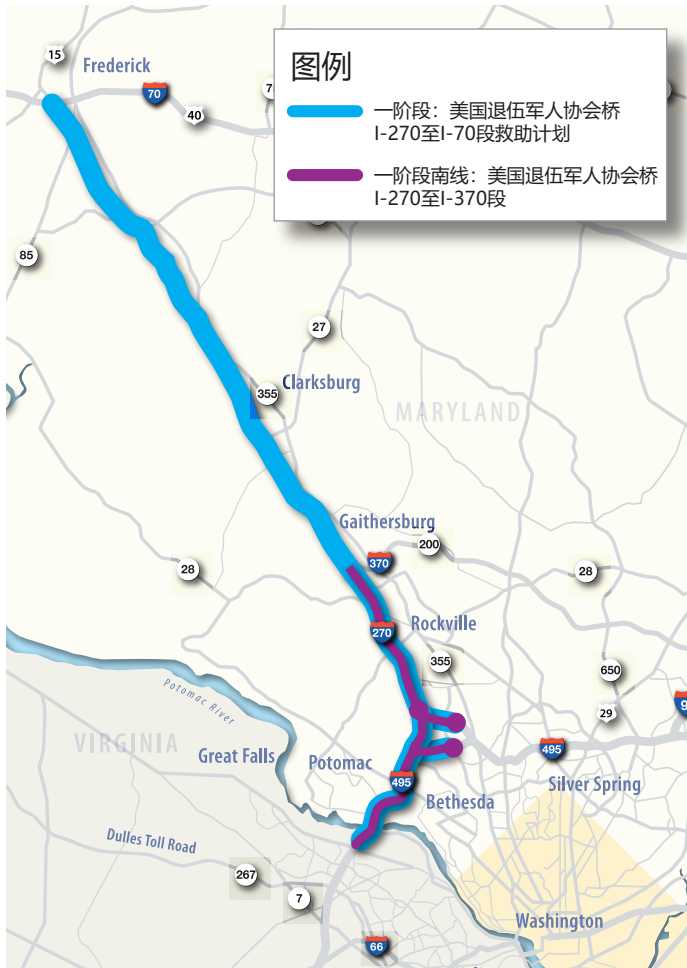 15
Frederick
70
40
图例
一阶段：美国退伍军人协会桥
I-270至I-70段救助计划
一阶段南线：美国退伍军人协会桥
I-270至I-370段
85
27
355
Clarksburg
MARYLAND
Gaithersburg
200
370
28
28
Rockville
270
355
650
29
Potomac River
VIRGINIA
Great Falls
Potomac
495
495
Silver Spring
Bethesda
Dulles Toll Road
267
7
Washington
66